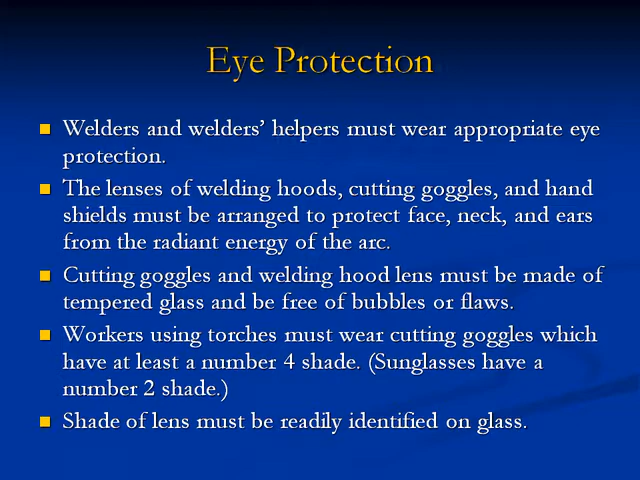 Eye Protection
Welders and welders' helpers must wear appropriate eye
protection.
The lenses of welding hoods, cutting goggles, and hand
shields must be arranged to protect face, neck, and ears
from the radiant energy of the arc.
Cutting goggles and welding hood lens must be made of
tempered glass and be free of bubbles or flaws.
Workers using torches must wear cutting goggles which
have at least a number 4 shade. (Sunglasses have a
number 2 shade.)
Shade of lens must be readily identified on glass.